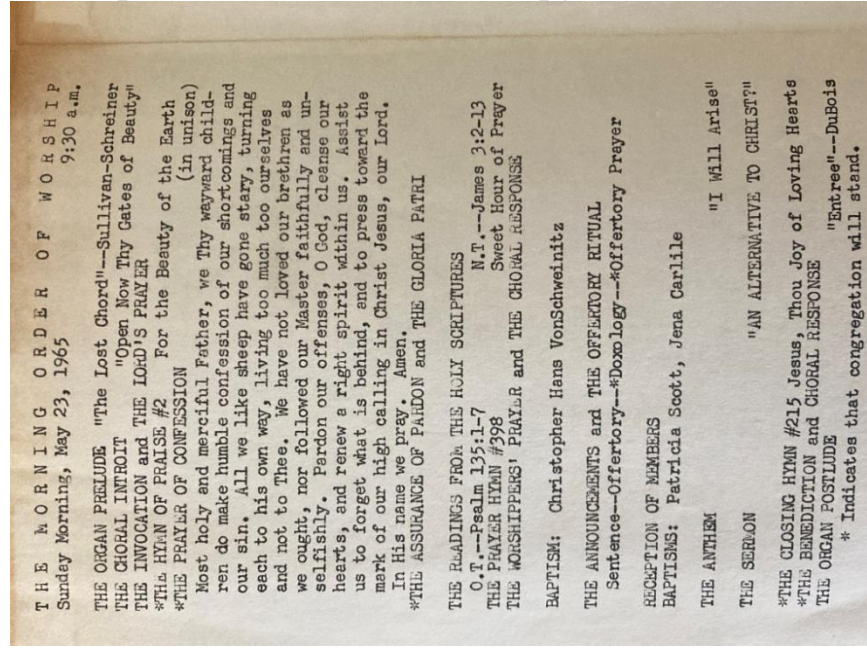 THE MORNING ORDER OF WORSHIP
Sunday Morning, May 23, 1965 9:30 a.m.
THE ORGAN PRELUDE "The Lost Chord"--Sullivan-Schreiner
THE CHORAL INTROIT "Open Now Thy Gates of Beauty"
THE INVOCATION and THE LORD'S PRAYER
*THE HYMN OF PRAISE #2 For the Beauty of the Earth
*THE PRAYER OF CONFESSION (in unison)
Most holy and merciful Father, we Thy wayward child-
ren do make humble confession of our shortcomings and
our sin. All we like sheep have gone stary, turning
each to his own way, living too much too ourselves
and not to Thee. We have not loved our brethren as
we ought, nor followed our Master faithfully and un-
selfishly. Pardon our offenses, O God, cleanse our
hearts, and renew a right spirit within us. Assist
us to forget what is behind, and to press toward the
mark of our high calling in Christ Jesus, our Lord.
In His name we pray. Amen.
*THE ASSURANCE OF PARDON and THE GLORIA PATRI
THE READINGS FROM THE HOLY SCRIPTURES
O.T.--Psalm 135:1-7 N.T.--James 3:2-13
THE PRAYER HYMN #398 Sweet Hour of Prayer
THE WORSHIPPERS' PRAYER and THE CHORAL RESPONSE
BAPTISM: Christopher Hans VonSchweinitz
THE ANNOUNCEMENTS and THE OFFERTORY RITUAL
Sentence--Offertory--*Doxology--*Offertory Prayer
RECEPTION OF MEMBERS
BAPTISMS: Patricia Scott, Jena Carlile
THE ANTHEM "I Will Arise"
THE SERMON "AN ALTERNATIVE TO CHRIST?"
*THE CLOSING HYMN #215 Jesus, Thou Joy of Loving Hearts
*THE BENEDICTION and CHORAL RESPONSE
THE ORGAN POSTLUDE "Entree"--DuBois
* Indicates that congregation will stand.